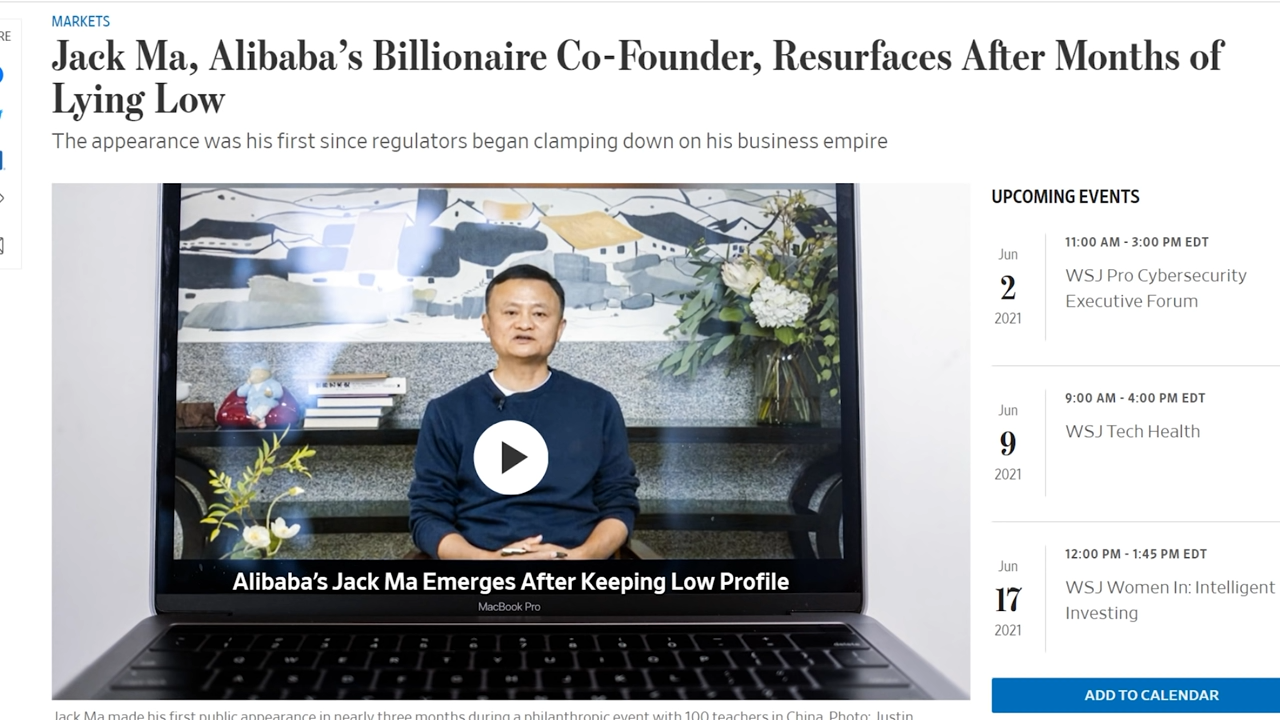 RE
MARKETS
Jack Ma, Alibaba's Billionaire Co-Founder, Resurfaces After Months of
Lying Low
The appearance was his first since regulators began clamping down on his business empire
Alibaba's Jack Ma Emerges After Keeping Low Profile
MacBook Pro
Jack Ma made his first public appearance in nearly three months during a philanthropic event with 100 teachers in China. Photo: Justin
UPCOMING EVENTS
Jun
2
2021
11:00 AM - 3:00 PM EDT
WSJ Pro Cybersecurity
Executive Forum
Jun
9
2021
9:00 AM - 4:00 PM EDT
WSJ Tech Health
Jun
17
2021
12:00 PM - 1:45 PM EDT
WSJ Women In: Intelligent
Investing
ADD TO CALENDAR